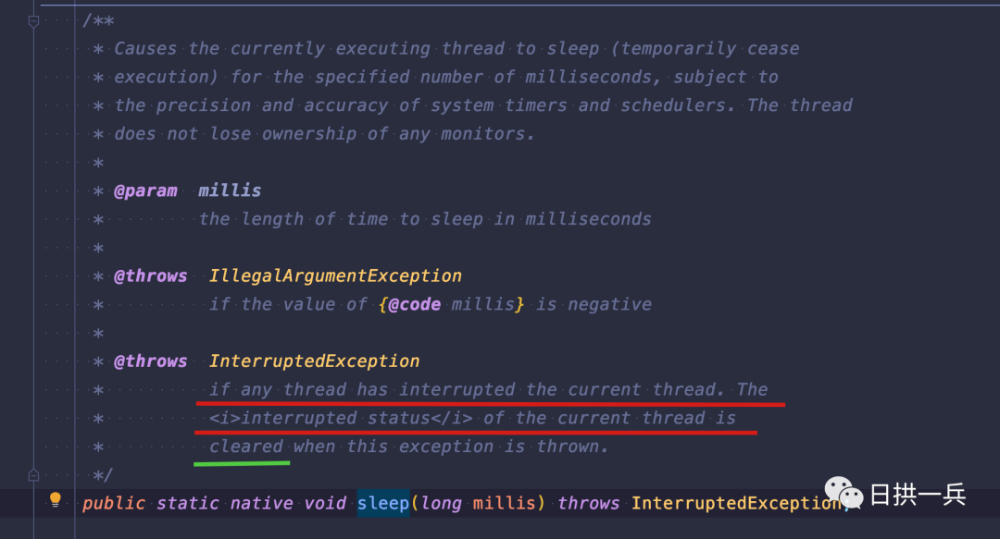 /**
* Causes the currently executing thread to sleep (temporarily cease
* execution) for the specified number of milliseconds, subject to
* the precision and accuracy of system timers and schedulers. The thread
* does not lose ownership of any monitors.
*
* @param millis
* the length of time to sleep in milliseconds
*
* @throws IllegalArgumentException
* if the value of {@code millis} is negative
*
* @throws InterruptedException
* if any thread has interrupted the current thread. The
* <i>interrupted status</i> of the current thread is
* cleared when this exception is thrown.
*/
public static native void sleep(long millis) throws InterruptedException;
日拱一兵